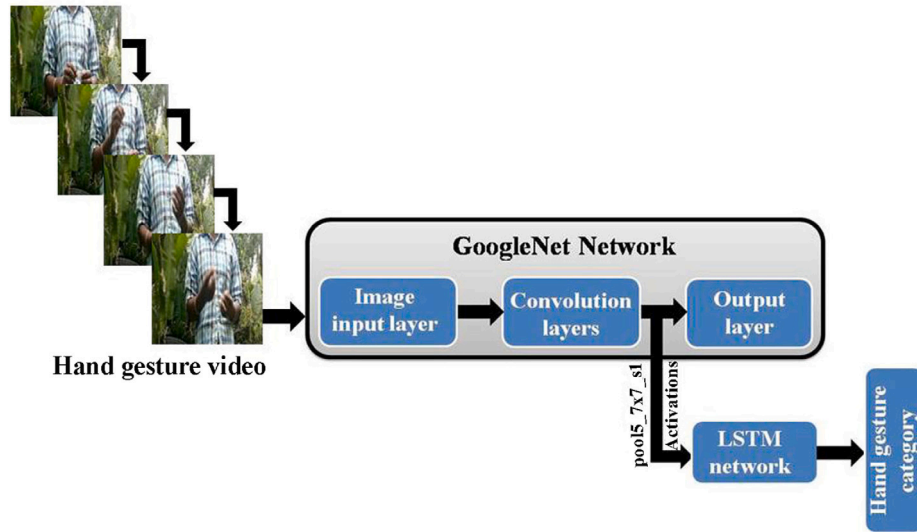 GoogleNet Network
Image
input layer
Convolution
layers
Output
layer
Hand gesture video
pool5_7x7_s1
Activations
LSTM
network
Hand gesture
category